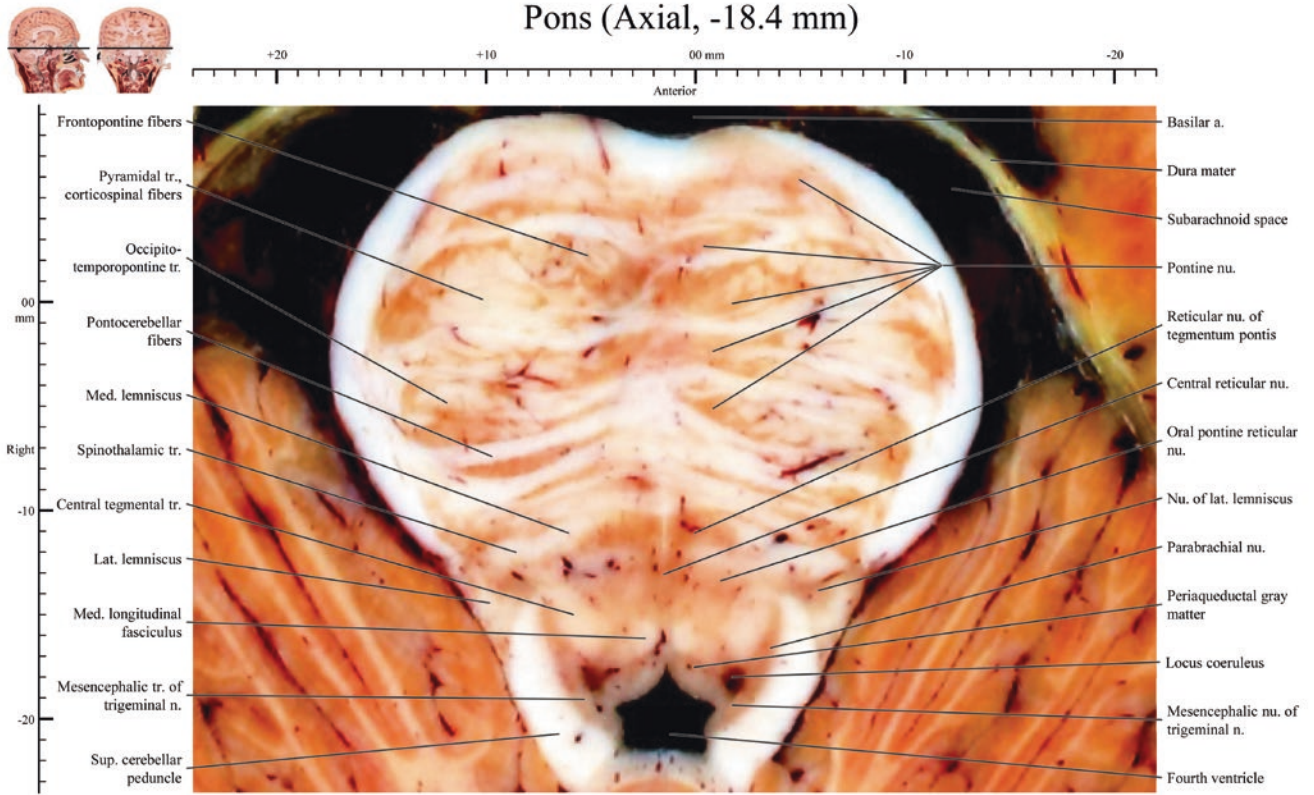 Pons (Axial, -18.4 mm)
+20
+10
00 mm
-10
-20
Anterior
Frontopontine fibers
Pyramidal tr.,
corticospinal fibers
Occipito-
temporopontine tr.
00
mm
Pontocerebellar
fibers
Med. lemniscus
Right
Spinothalamic tr.
-10
Central tegmental tr.
Lat. lemniscus
Med. longitudinal
fasciculus
Mesencephalic tr. of
trigeminal n.
-20
Sup. cerebellar
peduncle
Basilar a.
Dura mater
Subarachnoid space
Pontine nu.
Reticular nu. of
tegmentum pontis
Central reticular nu.
Oral pontine reticular
nu.
Nu. of lat. lemniscus
Parabrachial nu.
Periaqueductal gray
matter
Locus coeruleus
Mesencephalic nu. of
trigeminal n.
Fourth ventricle